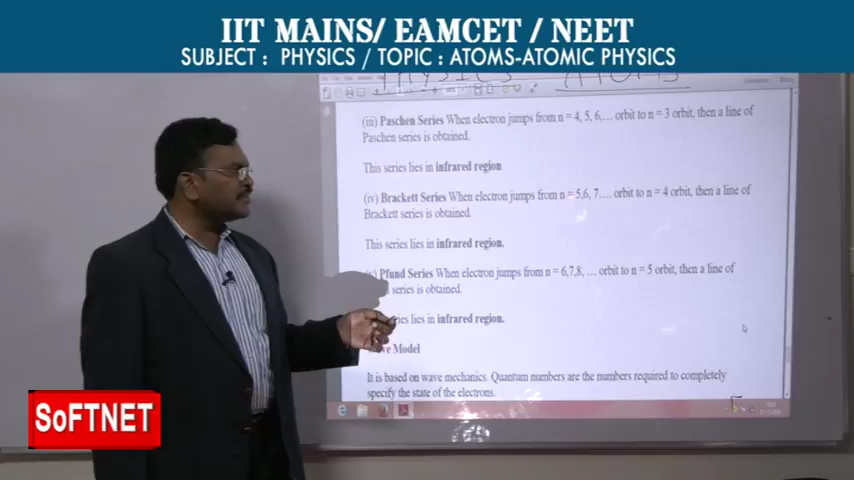 IIT MAINS/ EAMCET / NEET
SUBJECT : PHYSICS / TOPIC : ATOMS-ATOMIC PHYSICS
(iii) Paschen Series When electron jumps from n = 4, 5, 6,... orbit to n = 3 orbit, then a line of
Paschen series is obtained.
This series lies in infrared region
(iv) Brackett Series When electron jumps from n = 5,6, 7.... orbit to n = 4 orbit, then a line of
Brackett series is obtained.
This series lies in infrared region.
Pfund Series When electron jumps from n = 6,7,8, ... orbit to n = 5 orbit, then a line of
series is obtained.
lies in infrared region.
Model
It is based on wave mechanics. Quantum numbers are the numbers required to completely
specify the state of the electrons.
5
SoFTNET